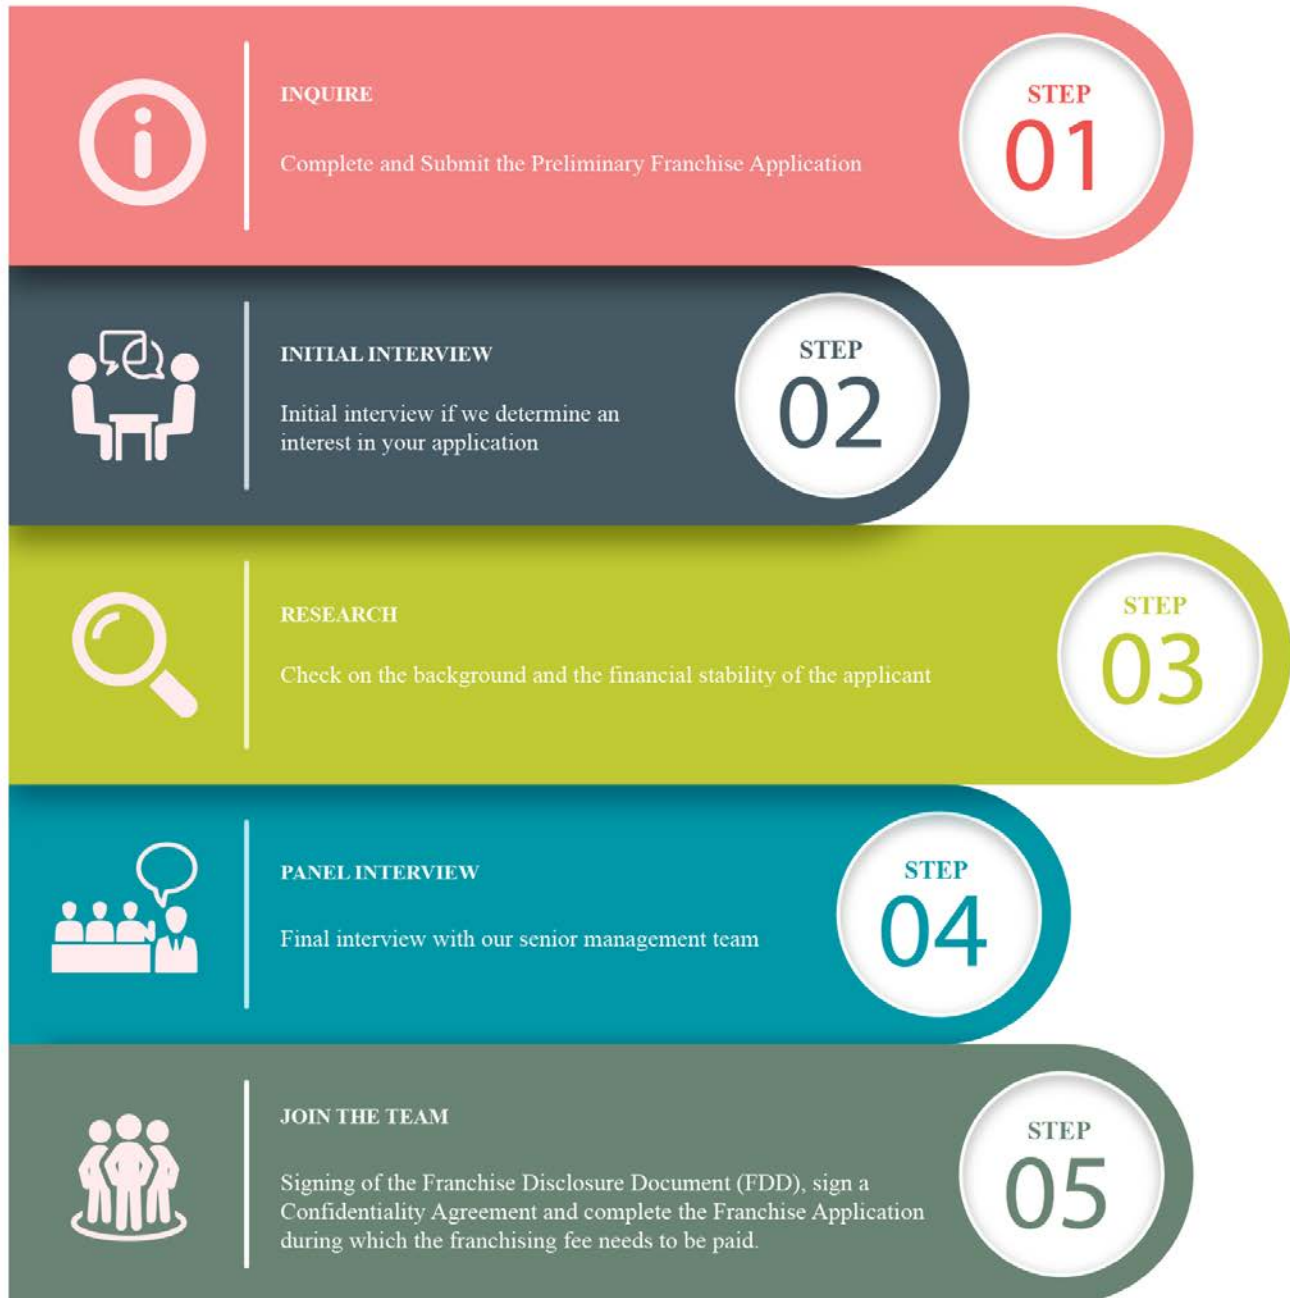 INQUIRE
Complete and Submit the Preliminary Franchise Application
STEP
01
INITIAL INTERVIEW
Initial interview if we determine an
interest in your application
STEP
02
RESEARCH
Check on the background and the financial stability of the applicant
STEP
03
PANEL INTERVIEW
Final interview with our senior management team
STEP
04
JOIN THE TEAM
Signing of the Franchise Disclosure Document (FDD), sign a
Confidentiality Agreement and complete the Franchise Application
during which the franchising fee needs to be paid.
STEP
05